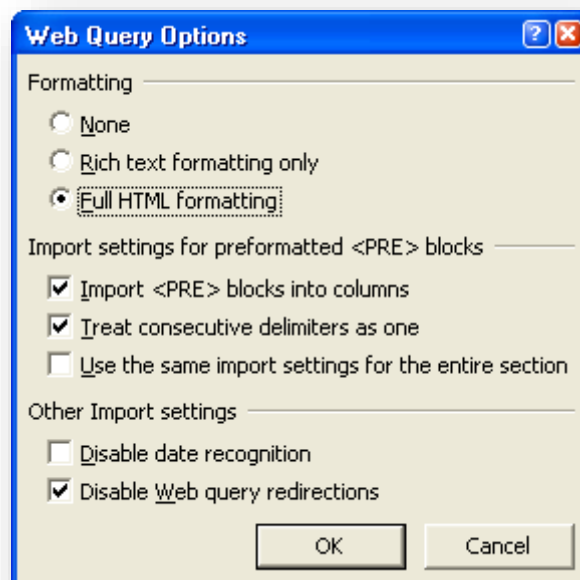 Web Query Options
Formatting
None
Rich text formatting only
Full HTML formatting
Import settings for preformatted <PRE> blocks
Import <PRE> blocks into columns
Treat consecutive delimiters as one
Use the same import settings for the entire section
Other Import settings
Disable date recognition
Disable Web query redirections
OK Cancel